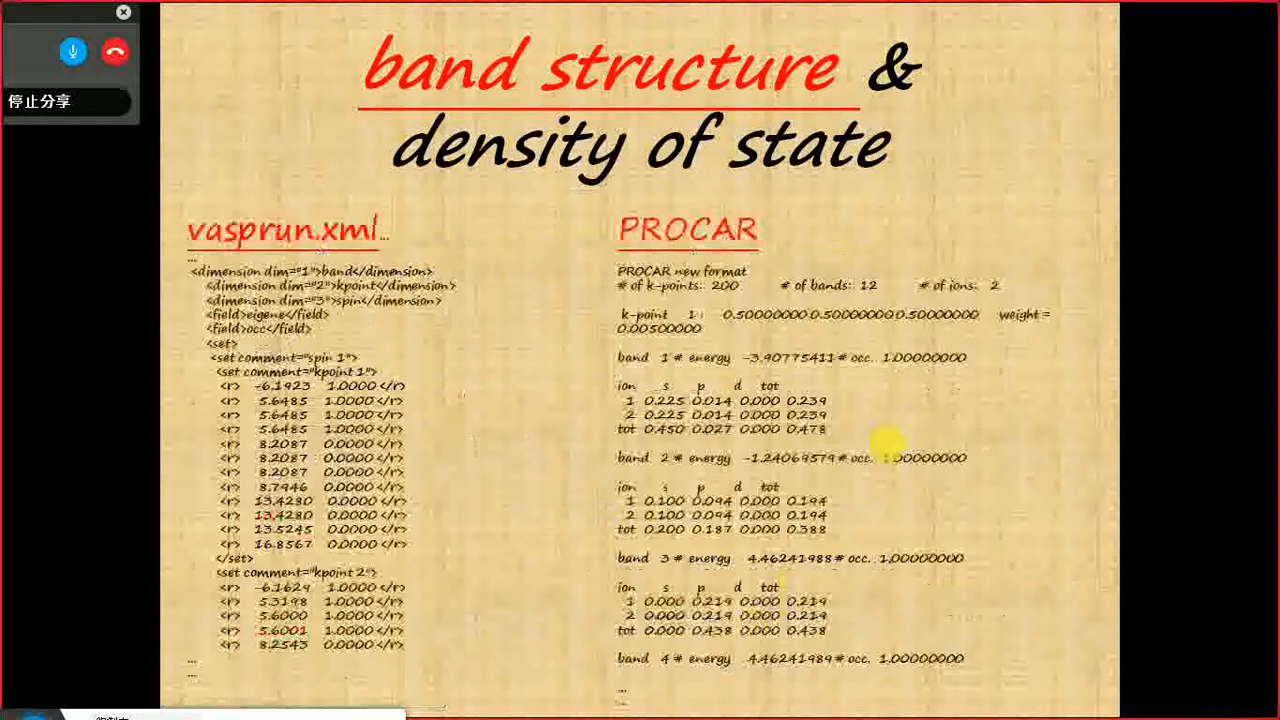 停止分享
band structure &
density of state
vasprun.xml...
...
<dimension dim="1">band</dimension>
<dimension dim="2">kpoint</dimension>
<dimension dim="3">spin</dimension>
<field>eigene</field>
<field>occ</field>
<set>
<set comment="spin 1">
<set comment="kpoint 1">
<r> -6.1923 1.0000 </r>
<r> 5.6485 1.0000 </r>
<r> 5.6485 1.0000 </r>
<r> 5.6485 1.0000 </r>
<r> 8.2087 0.0000 </r>
<r> 8.2087 0.0000 </r>
<r> 8.2087 0.0000 </r>
<r> 8.7946 0.0000 </r>
<r> 13.4280 0.0000 </r>
<r> 13.4280 0.0000 </r>
<r> 13.5245 0.0000 </r>
<r> 16.8567 0.0000 </r>
</set>
<set comment="kpoint 2">
<r> -6.1629 1.0000 </r>
<r> 5.3198 1.0000 </r>
<r> 5.6000 1.0000 </r>
<r> 5.6001 1.0000 </r>
<r> 8.2543 0.0000 </r>
...
...
PROCAR
PROCAR new format
# of k-points: 200 # of bands: 12 # of ions: 2
k-point 1 : 0.50000000 0.50000000 0.50000000 weight =
0.00500000
band 1 # energy -3.90775411 # occ. 1.00000000
ion s p d tot
1 0.225 0.014 0.000 0.239
2 0.225 0.014 0.000 0.239
tot 0.450 0.027 0.000 0.478
band 2 # energy -1.24069579 # occ. 1.00000000
ion s p d tot
1 0.100 0.094 0.000 0.194
2 0.100 0.094 0.000 0.194
tot 0.200 0.187 0.000 0.388
band 3 # energy 4.46241988 # occ. 1.00000000
ion s p d tot
1 0.000 0.219 0.000 0.219
2 0.000 0.219 0.000 0.219
tot 0.000 0.438 0.000 0.438
band 4 # energy 4.46241989 # occ. 1.00000000
...
...